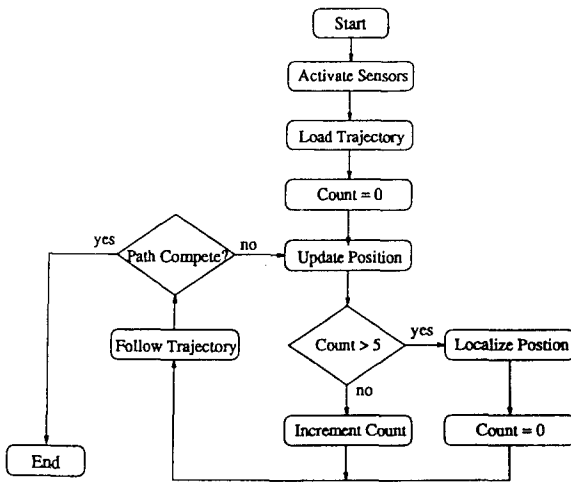 Start
Activate Sensors
Load Trajectory
Count = 0
yes
Path Compete?
no
Update Position
Follow Trajectory
Count > 5
yes
Localize Postion
no
Increment Count
Count = 0
End